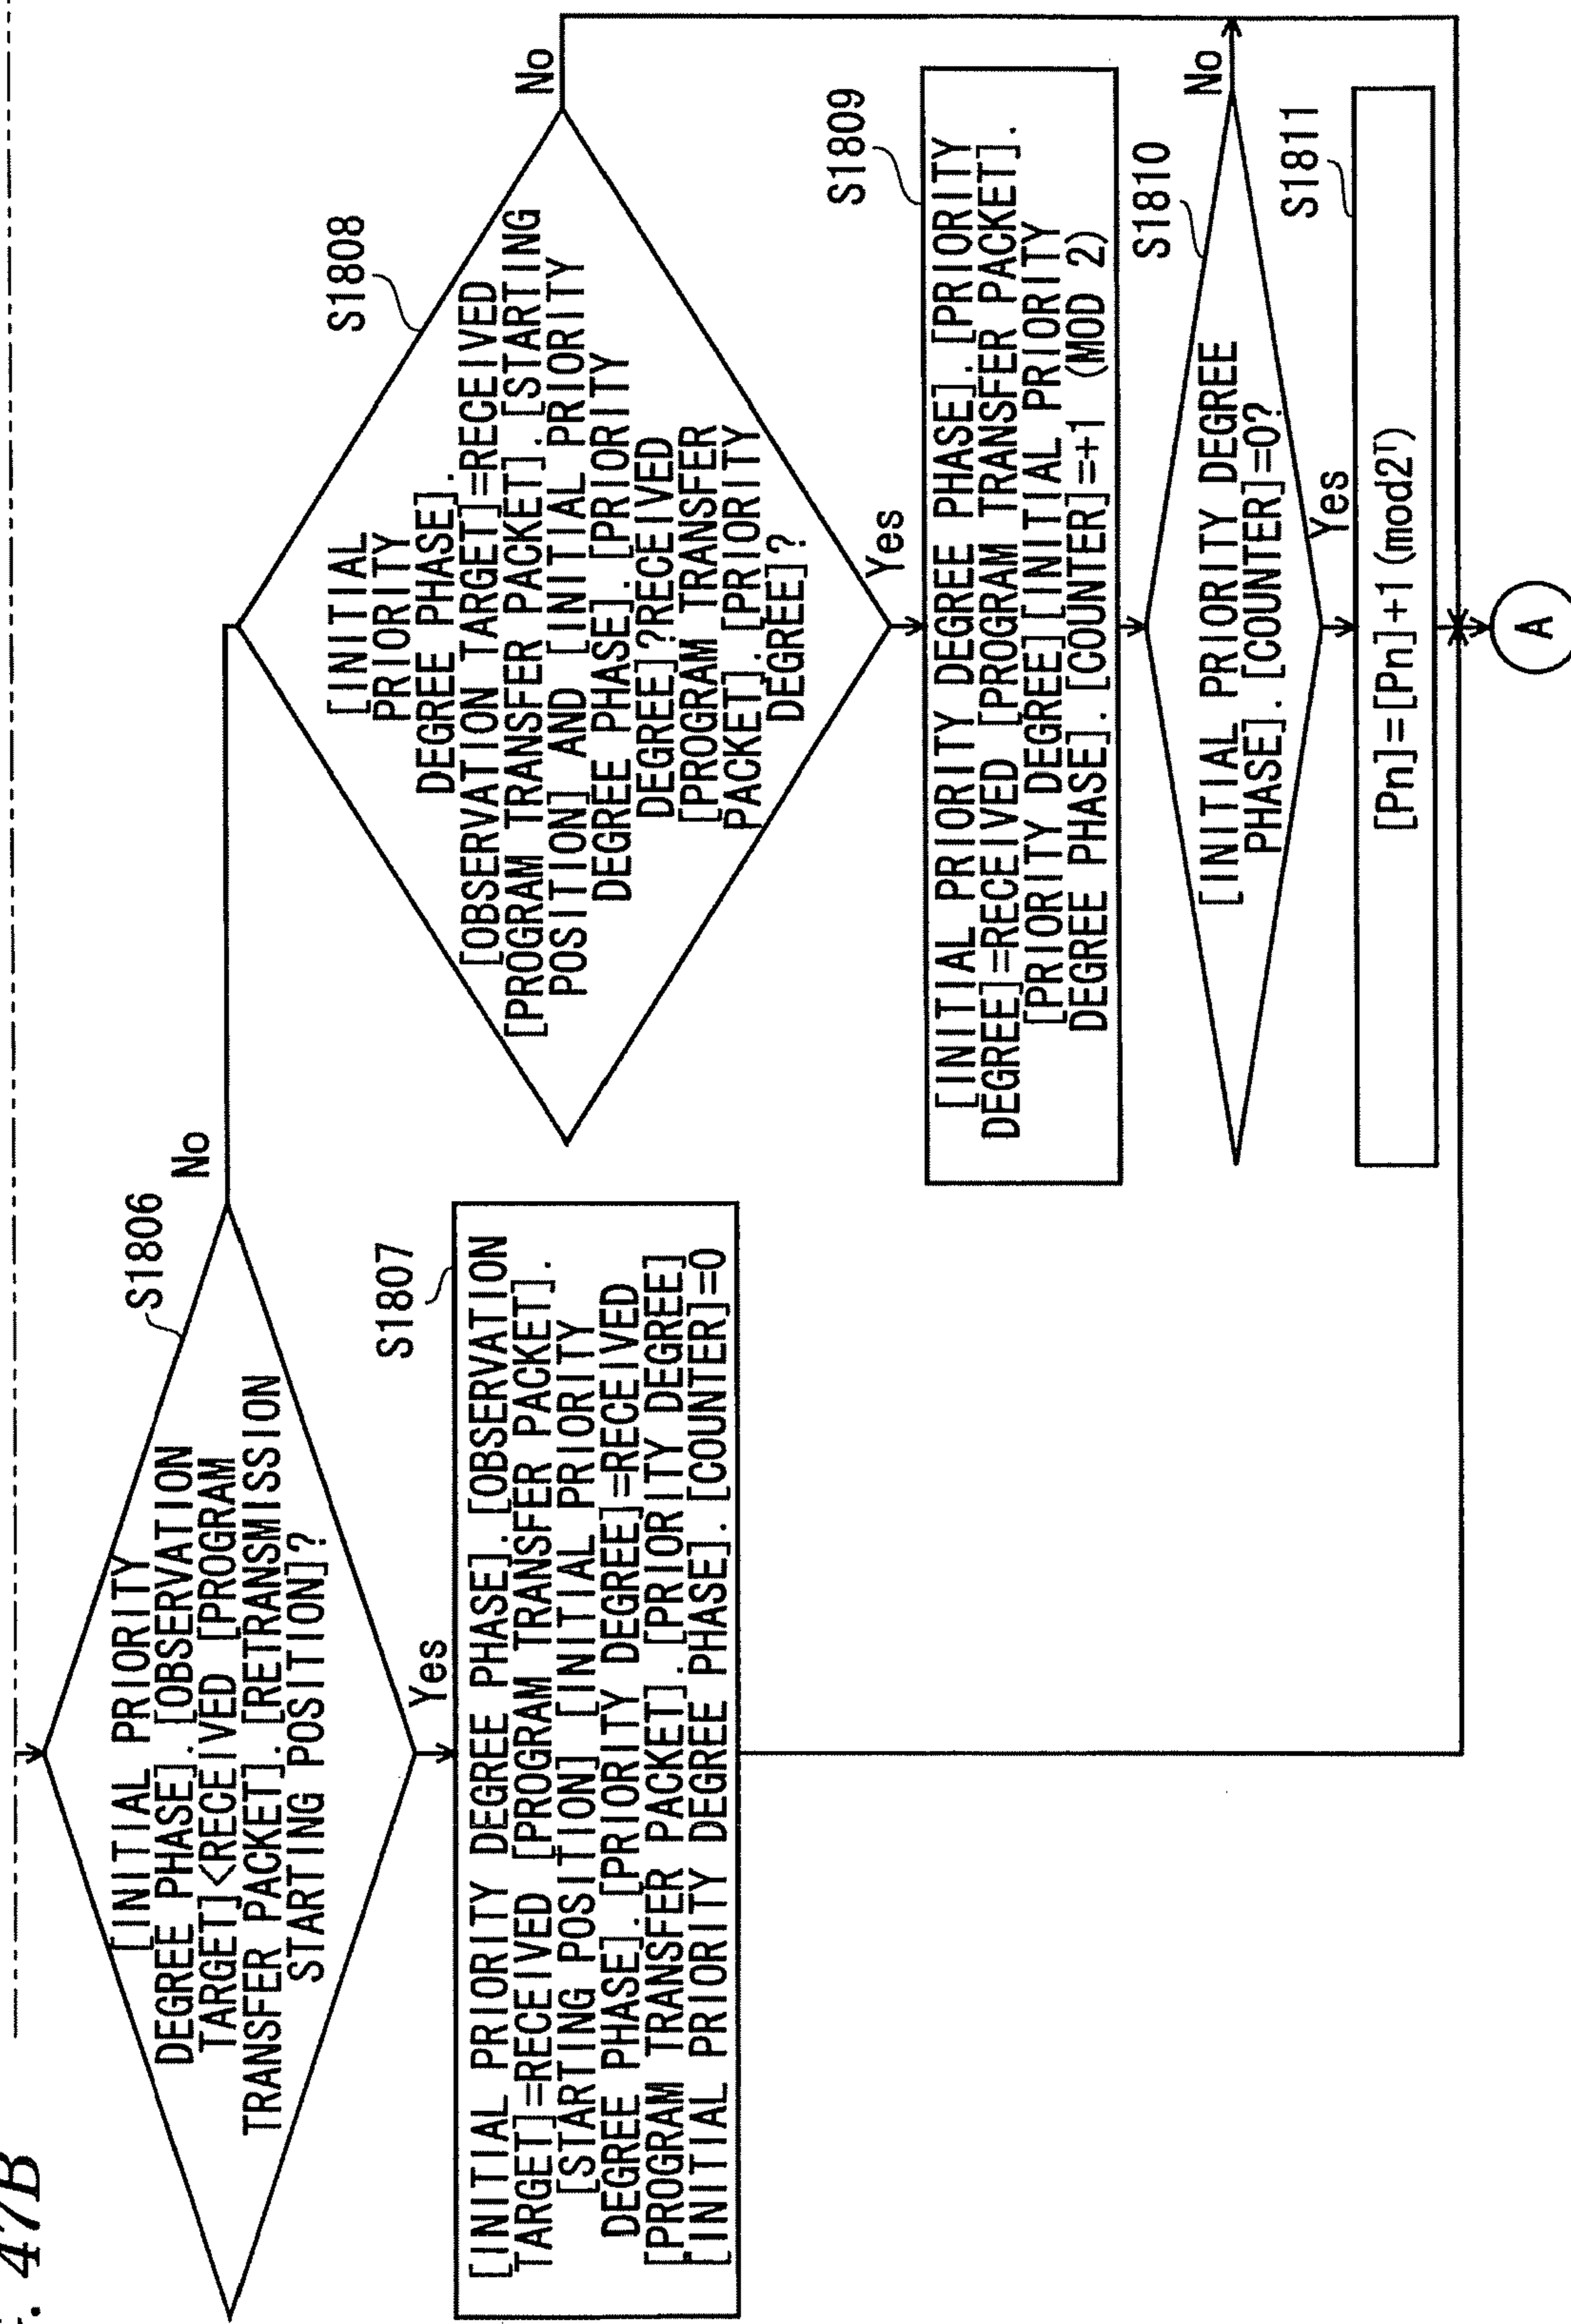 . 47B
S1806
[INITIAL PRIORITY
DEGREE PHASE].[OBSERVATION
TARGET]<RECEIVED [PROGRAM
TRANSFER PACKET].[RETRANSMISSION
STARTING POSITION]?
No
Yes
S1807
[INITIAL PRIORITY DEGREE PHASE].[OBSERVATION
TARGET]=RECEIVED [PROGRAM TRANSFER PACKET].
[STARTING POSITION] [INITIAL PRIORITY
DEGREE PHASE].[PRIORITY DEGREE]=RECEIVED
[PROGRAM TRANSFER PACKET].[PRIORITY DEGREE]
[INITIAL PRIORITY DEGREE PHASE].[COUNTER]=0
S1808
[INITIAL
PRIORITY
DEGREE PHASE].
[OBSERVATION TARGET]=RECEIVED
[PROGRAM TRANSFER PACKET].[STARTING
POSITION] AND [INITIAL PRIORITY
DEGREE PHASE].[PRIORITY
DEGREE]?RECEIVED
[PROGRAM TRANSFER
PACKET].[PRIORITY
DEGREE]?
No
Yes
S1809
[INITIAL PRIORITY DEGREE PHASE].[PRIORITY
DEGREE]=RECEIVED [PROGRAM TRANSFER PACKET].
[PRIORITY DEGREE][INITIAL PRIORITY
DEGREE PHASE].[COUNTER]=+1 (MOD 2)
S1810
[INITIAL PRIORITY DEGREE
PHASE].[COUNTER]=0?
No
Yes
S1811
[Pn]=[Pn]+1(mod2ᵀ)
A